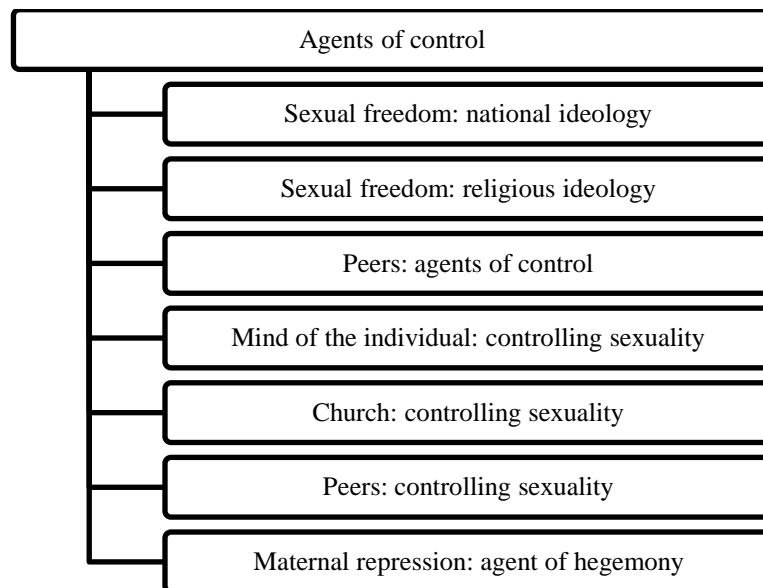 Agents of control
Sexual freedom: national ideology
Sexual freedom: religious ideology
Peers: agents of control
Mind of the individual: controlling sexuality
Church: controlling sexuality
Peers: controlling sexuality
Maternal repression: agent of hegemony